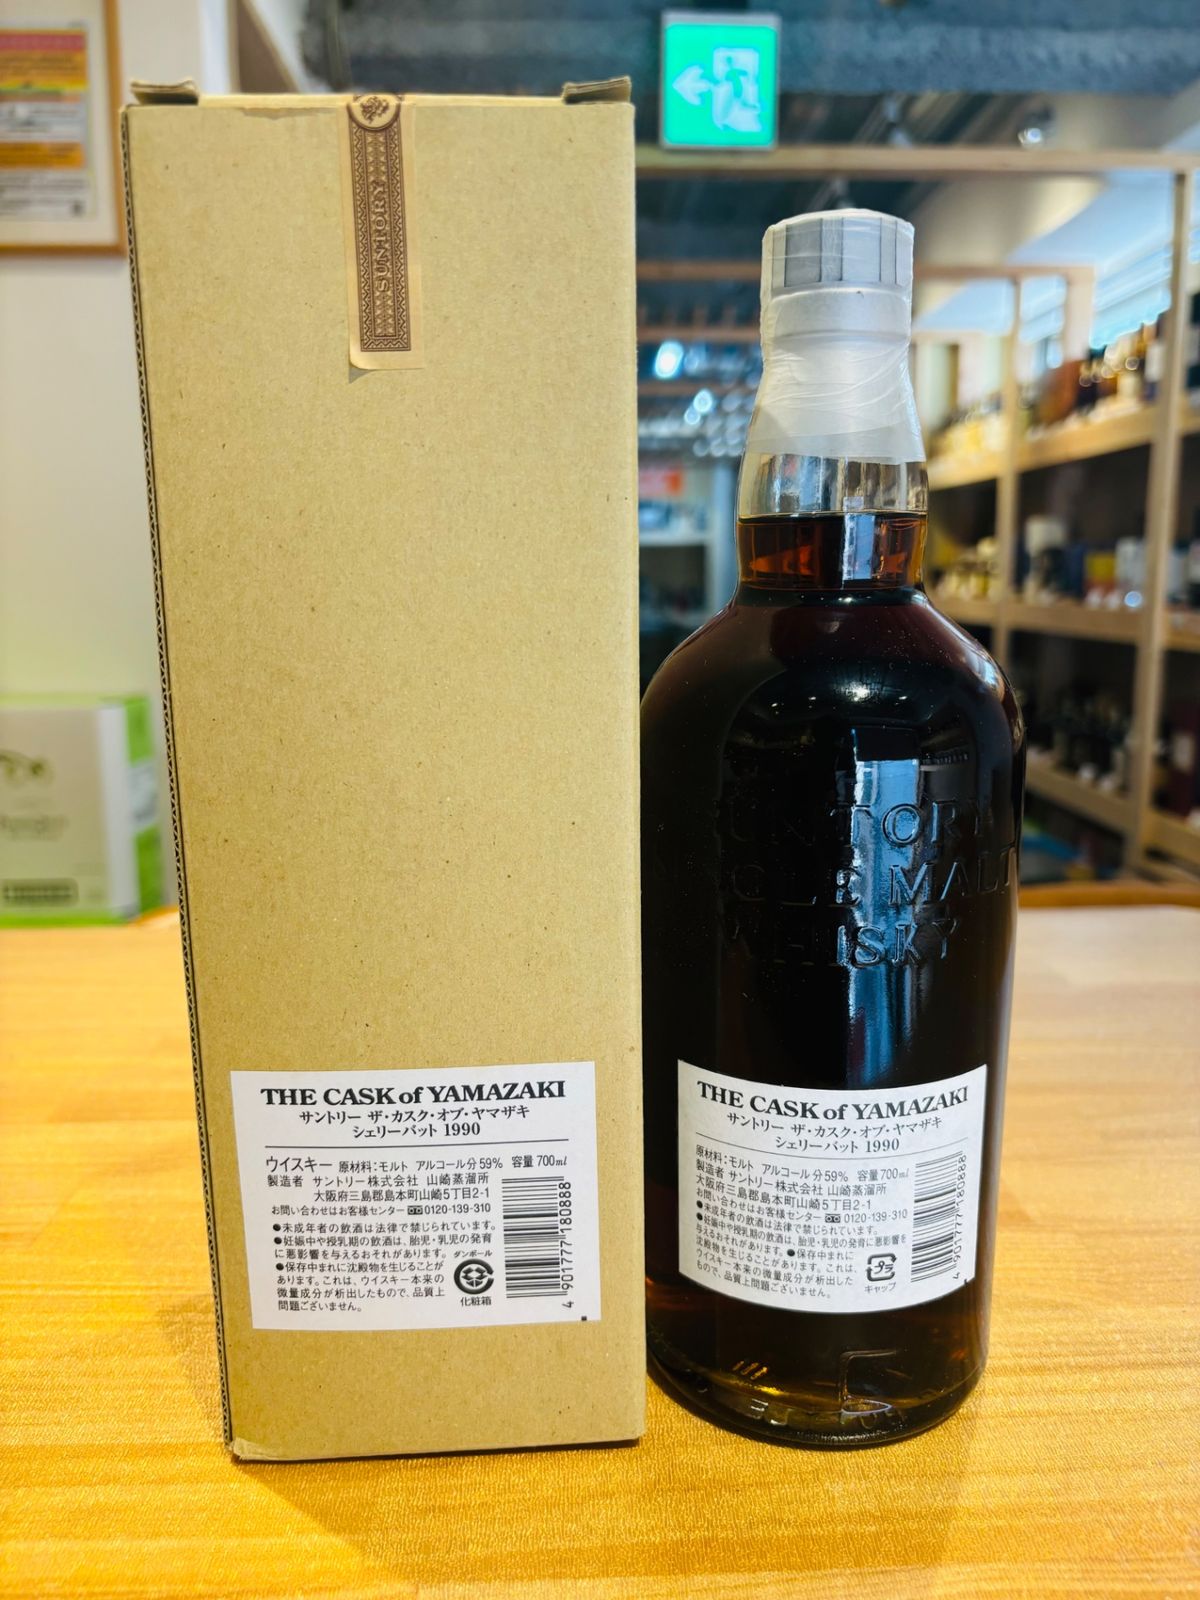 SUNTORY
THE CASK of YAMAZAKI
サントリー ザ・カスク・オブ・ヤマザキ
シェリーバット 1990
ウイスキー 原材料:モルト アルコール分59% 容量700ml
製造者 サントリー株式会社 山崎蒸溜所
大阪府三島郡島本町山崎5丁目2-1
お問い合わせはお客様センター 0120-139-310
●未成年者の飲酒は法律で禁じられています。
●妊娠中や授乳期の飲酒は、胎児・乳児の発育
に悪影響を与えるおそれがあります。
●保存中まれに沈殿物を生じることが
あります。これは、ウイスキー本来の
微量成分が析出したもので、品質上
問題ございません。
ダンボール
化粧箱
4 901777 180888
SUNTORY
SINGLE MALT
WHISKY
THE CASK of YAMAZAKI
サントリー ザ・カスク・オブ・ヤマザキ
シェリーバット 1990
原材料:モルト アルコール分59% 容量700ml
製造者 サントリー株式会社 山崎蒸溜所
大阪府三島郡島本町山崎5丁目2-1
お問い合わせはお客様センター 0120-139-310
●未成年者の飲酒は法律で禁じられています。
●妊娠中や授乳期の飲酒は、胎児・乳児の発育に悪影響を
与えるおそれがあります。●保存中まれに
沈殿物を生じることがあります。これは、
ウイスキー本来の微量成分が析出した
もので、品質上問題ございません。
プラ
キャップ
4 901777 180888